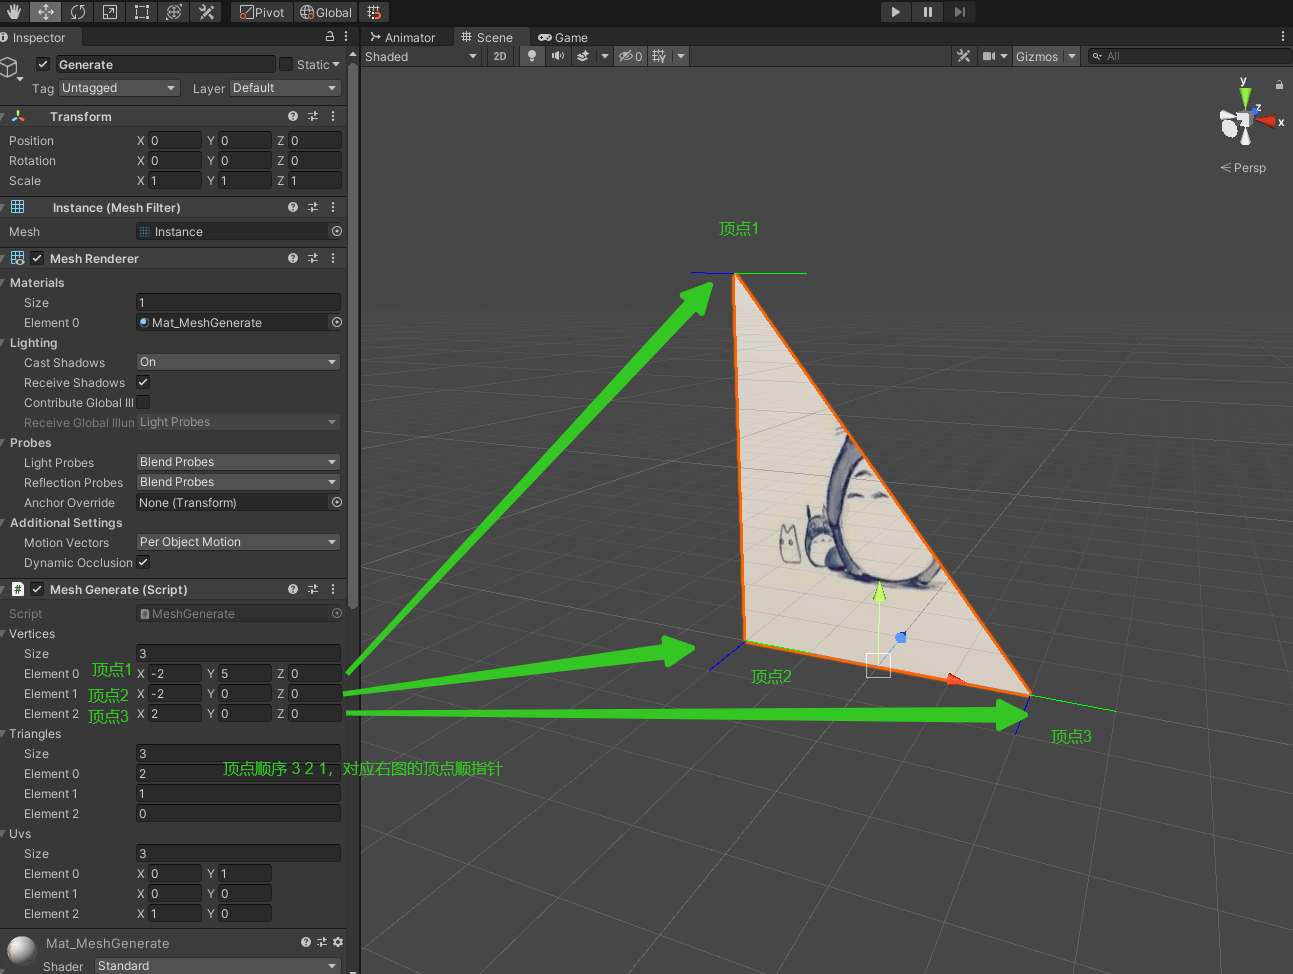 Pivot Global
Inspector
Animator Scene Game
Shaded 2D 0 Gizmos All
Generate Static
Tag Untagged Layer Default
Transform
Position X 0 Y 0 Z 0
Rotation X 0 Y 0 Z 0
Scale X 1 Y 1 Z 1
Instance (Mesh Filter)
Mesh Instance
Mesh Renderer
Materials
Size 1
Element 0 Mat_MeshGenerate
Lighting
Cast Shadows On
Receive Shadows
Contribute Global Ill
Receive Global Illun Light Probes
Probes
Light Probes Blend Probes
Reflection Probes Blend Probes
Anchor Override None (Transform)
Additional Settings
Motion Vectors Per Object Motion
Dynamic Occlusion
Mesh Generate (Script)
Script MeshGenerate
Vertices
Size 3
Element 0 顶点1 X -2 Y 5 Z 0
Element 1 顶点2 X -2 Y 0 Z 0
Element 2 顶点3 X 2 Y 0 Z 0
Triangles
Size 3
Element 0 2
顶点顺序 3 2 1，对应右图的顶点顺指针
Element 1 1
Element 2 0
Uvs
Size 3
Element 0 X 0 Y 1
Element 1 X 0 Y 0
Element 2 X 1 Y 0
Mat_MeshGenerate
Shader Standard
y
z
x
Persp
顶点1
顶点2
顶点3